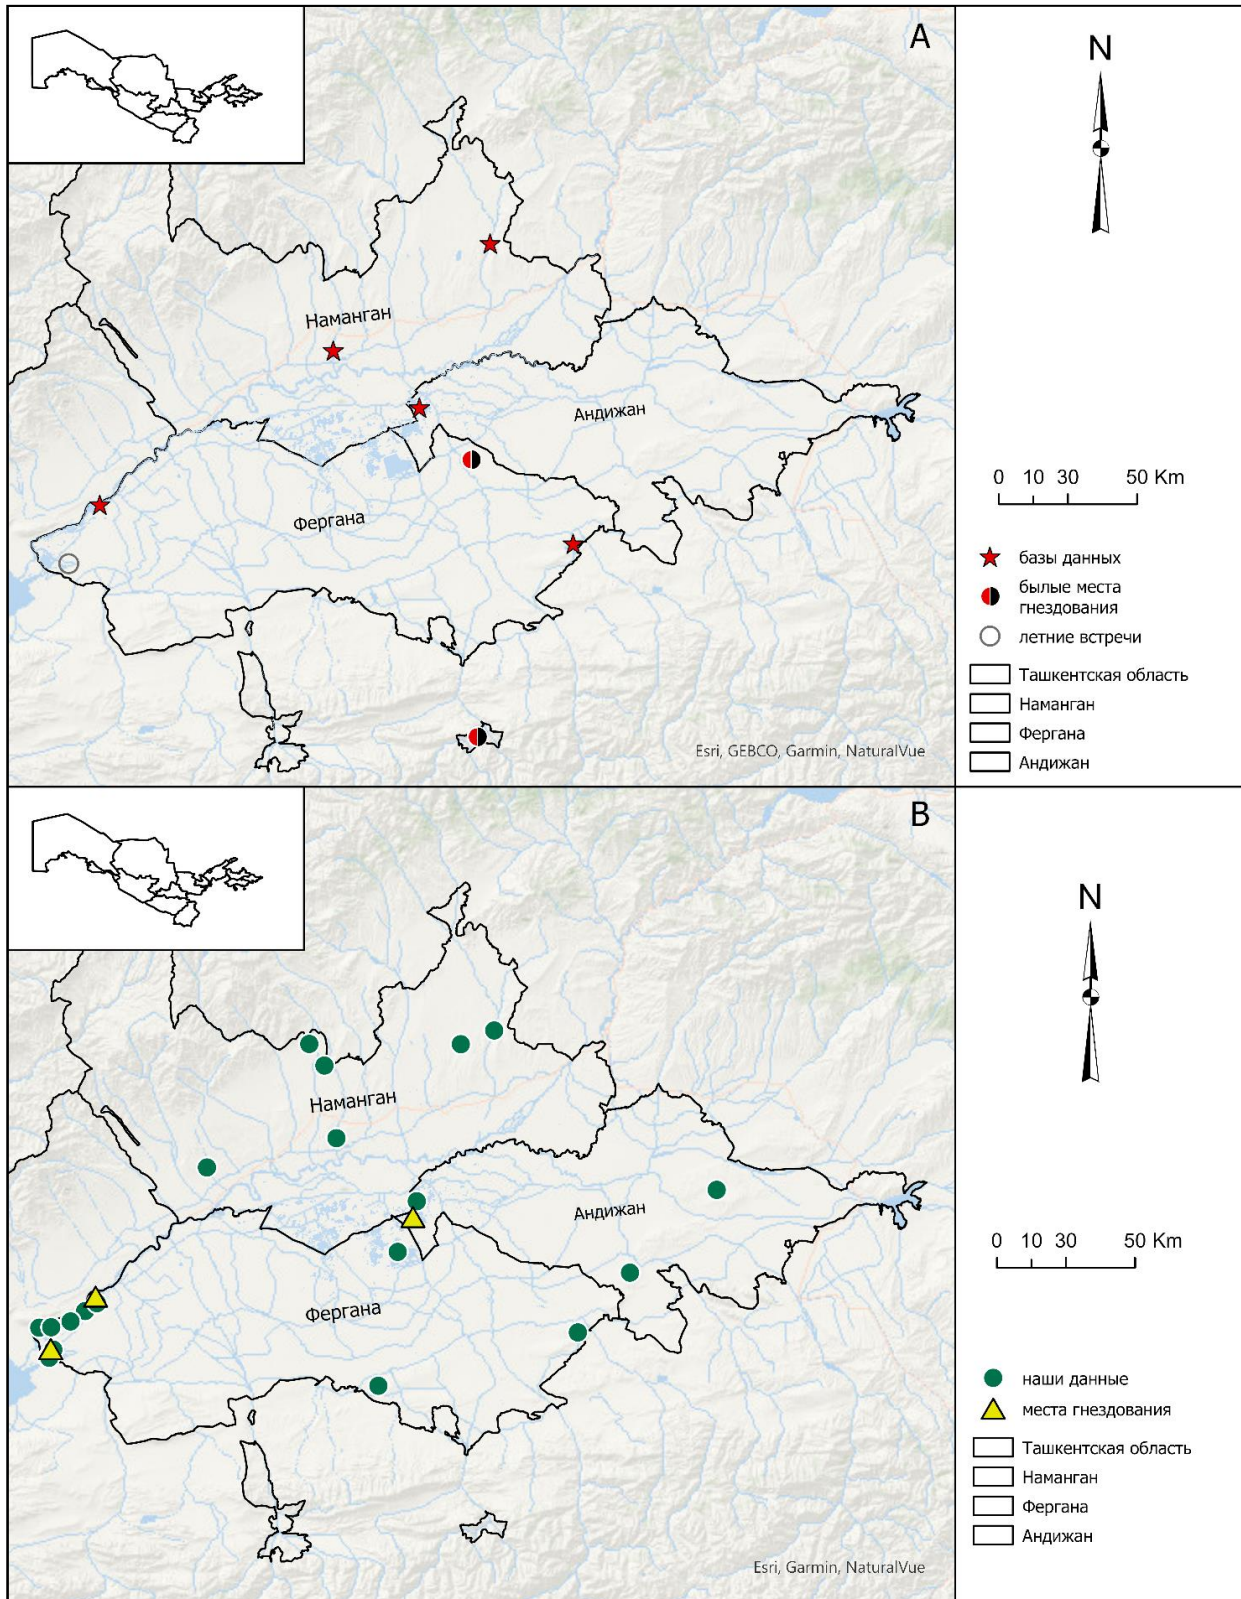 A
N
Наманган
Андижан
Фергана
0 10 30 50 Km
базы данных
былые места
гнездования
летние встречи
Ташкентская область
Наманган
Фергана
Андижан
Esri, GEBCO, Garmin, NaturalVue
B
N
Наманган
Андижан
Фергана
0 10 30 50 Km
наши данные
места гнездования
Ташкентская область
Наманган
Фергана
Андижан
Esri, Garmin, NaturalVue